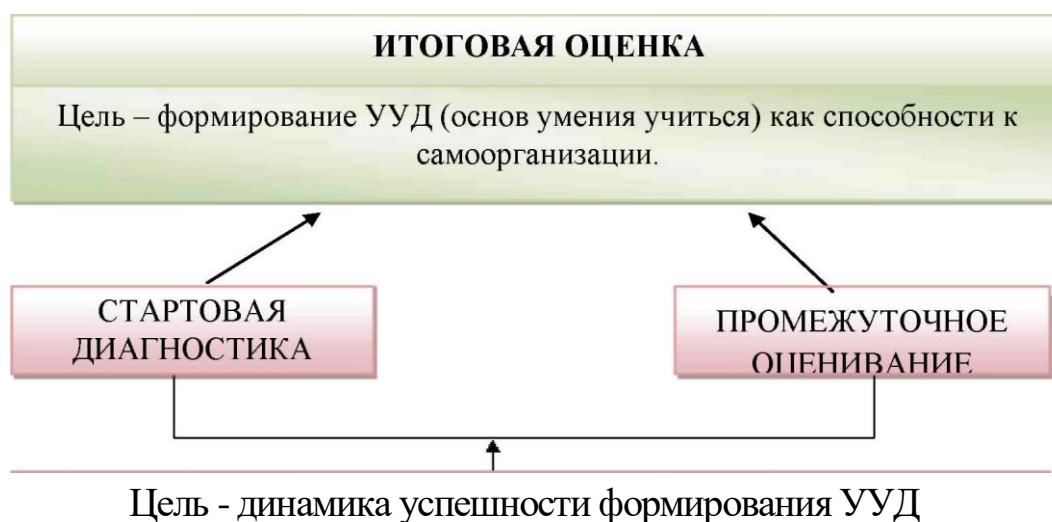 ИТОГОВАЯ ОЦЕНКА
Цель – формирование УУД (основ умения учиться) как способности к
самоорганизации.
СТАРТОВАЯ
ДИАГНОСТИКА
ПРОМЕЖУТОЧНОЕ
ОЦЕНИВАНИЕ
Цель - динамика успешности формирования УУД